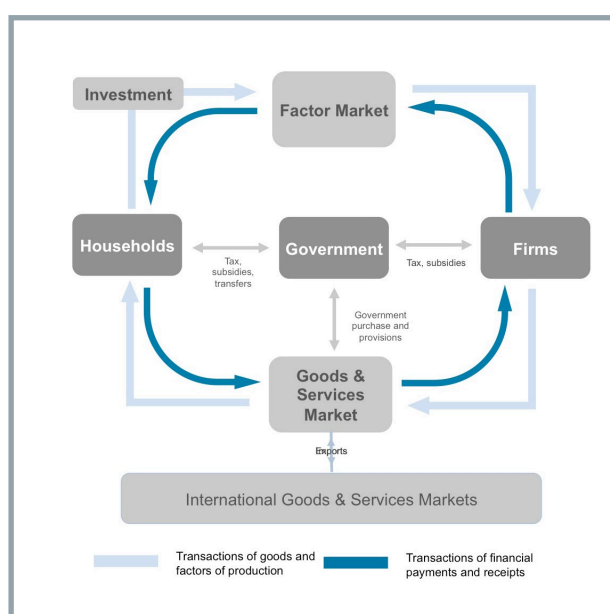 Investment
Factor Market
Households
Government
Firms
Tax,
subsidies,
transfers
Tax, subsidies
Government
purchase and
provisions
Goods &
Services
Market
Exports
International Goods & Services Markets
Transactions of goods and
factors of production
Transactions of financial
payments and receipts